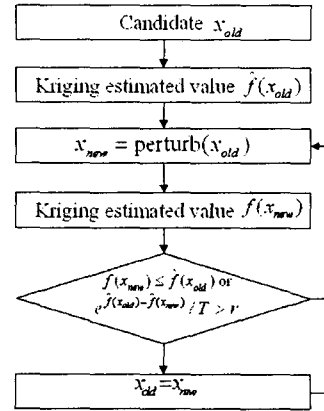 Candidate x_old
Kriging estimated value f̂(x_old)
x_new = perturb(x_old)
Kriging estimated value f(x_new)
f(x_new) ≤ f̂(x_old) or
e^{f̂(x_old)−f̂(x_new)} / T > r
x_old = x_new